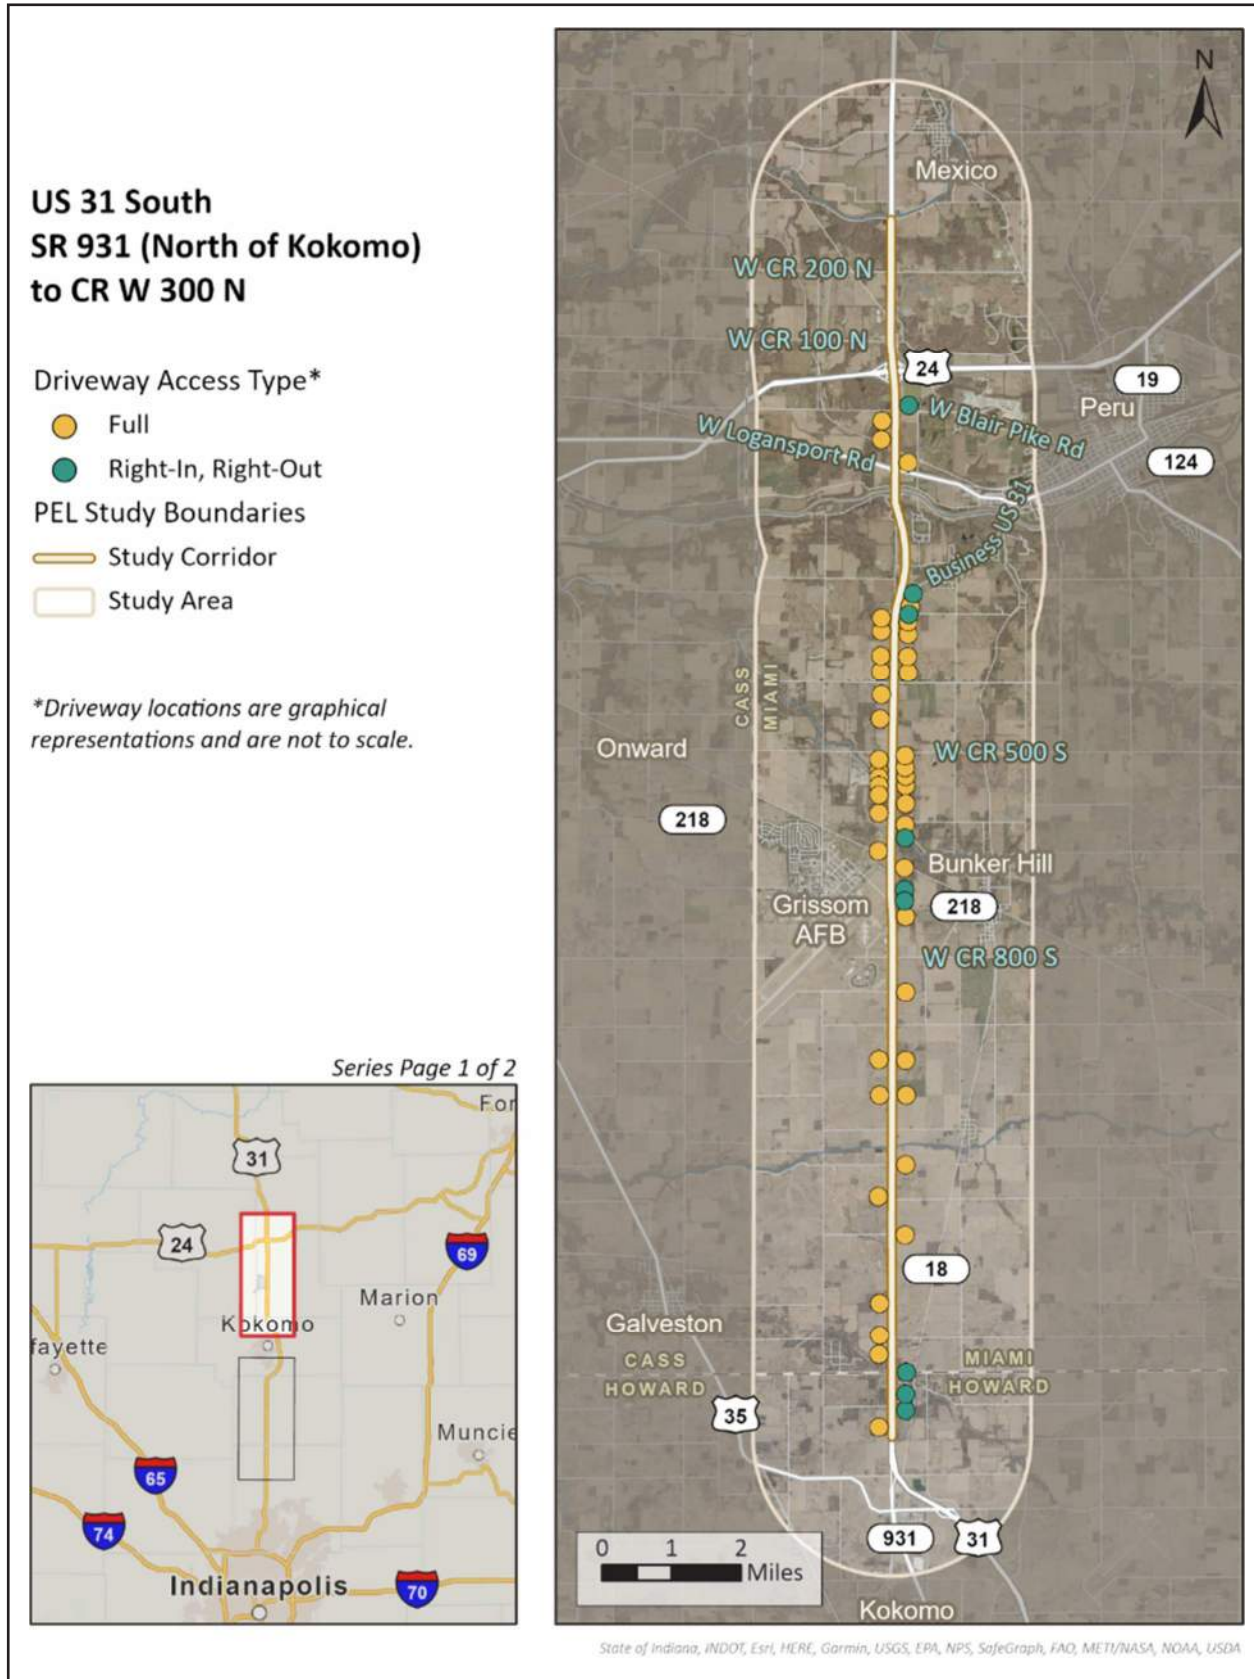 US 31 South
SR 931 (North of Kokomo)
to CR W 300 N
Driveway Access Type*
Full
Right-In, Right-Out
PEL Study Boundaries
Study Corridor
Study Area
*Driveway locations are graphical
representations and are not to scale.
Series Page 1 of 2
For
31
24
69
Marion
Kokomo
fayette
Muncie
65
74
Indianapolis
70
N
Mexico
W CR 200 N
W CR 100 N
24
19
Peru
W Blair Pike Rd
W Logansport Rd
124
Business US 31
CASS
MIAMI
Onward
W CR 500 S
218
Bunker Hill
Grissom
AFB
218
W CR 800 S
18
Galveston
CASS
HOWARD
MIAMI
HOWARD
35
0 1 2
Miles
931
31
Kokomo
State of Indiana, INDOT, Esri, HERE, Garmin, USGS, EPA, NPS, SafeGraph, FAO, METI/NASA, NOAA, USDA